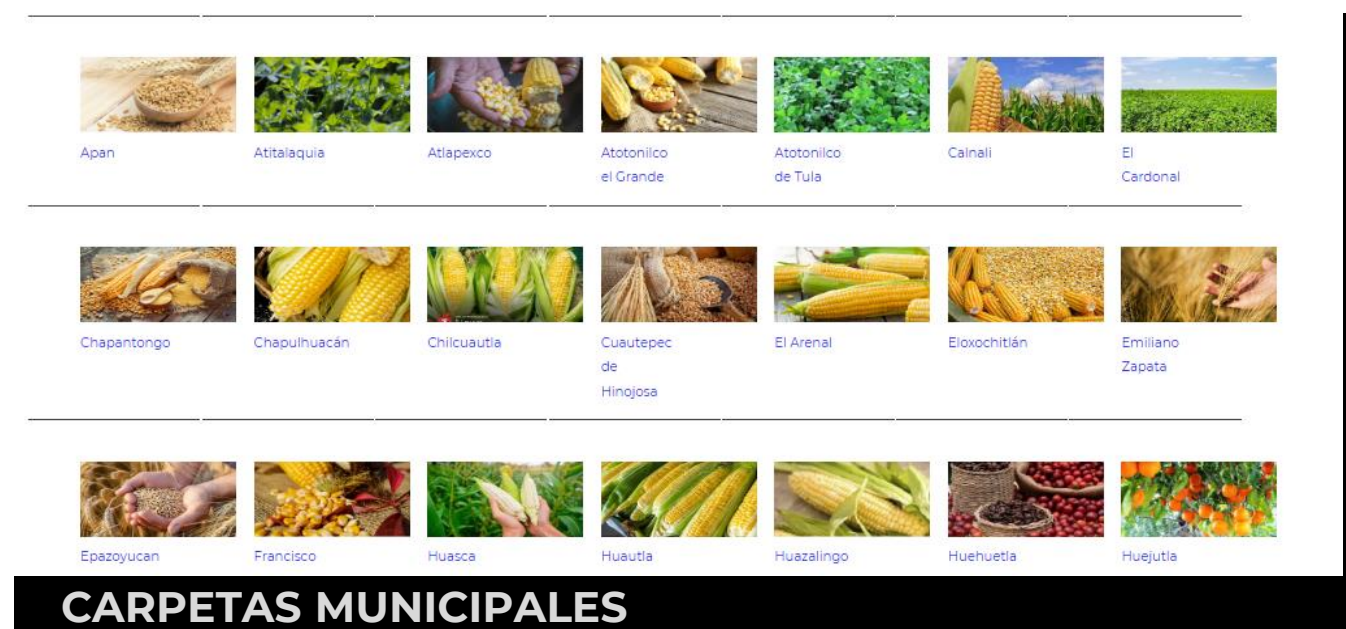 Apan
Atitalaquia
Atlapexco
Atotonilco
el Grande
Atotonilco
de Tula
Calnali
El
Cardonal
Chapantongo
Chapulhuacán
Chilcuautla
Cuautepec
de
Hinojosa
El Arenal
Eloxochitlán
Emiliano
Zapata
Epazoyucan
Francisco
Huasca
Huautla
Huazalingo
Huehuetla
Huejutla
CARPETAS MUNICIPALES